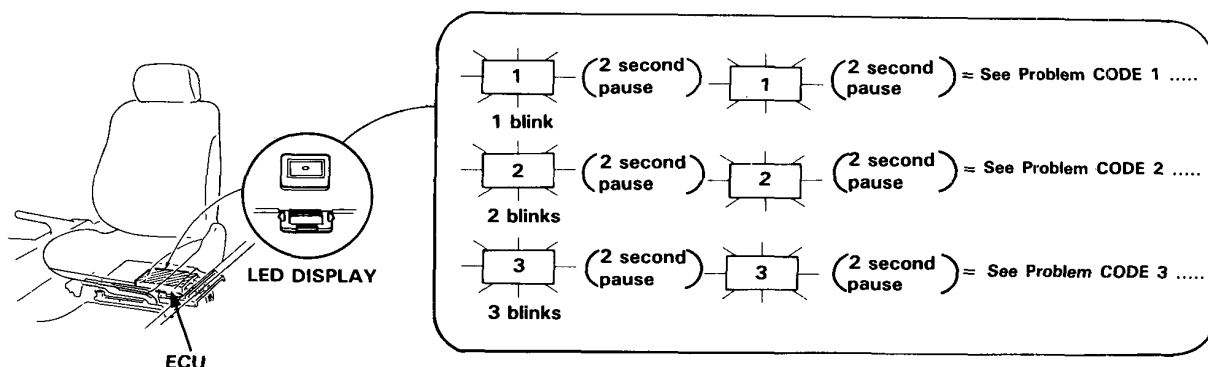 1 (2 second pause) 1 (2 second pause) = See Problem CODE 1 .....
1 blink
2 (2 second pause) 2 (2 second pause) = See Problem CODE 2 .....
2 blinks
3 (2 second pause) 3 (2 second pause) = See Problem CODE 3 .....
3 blinks
LED DISPLAY
ECU